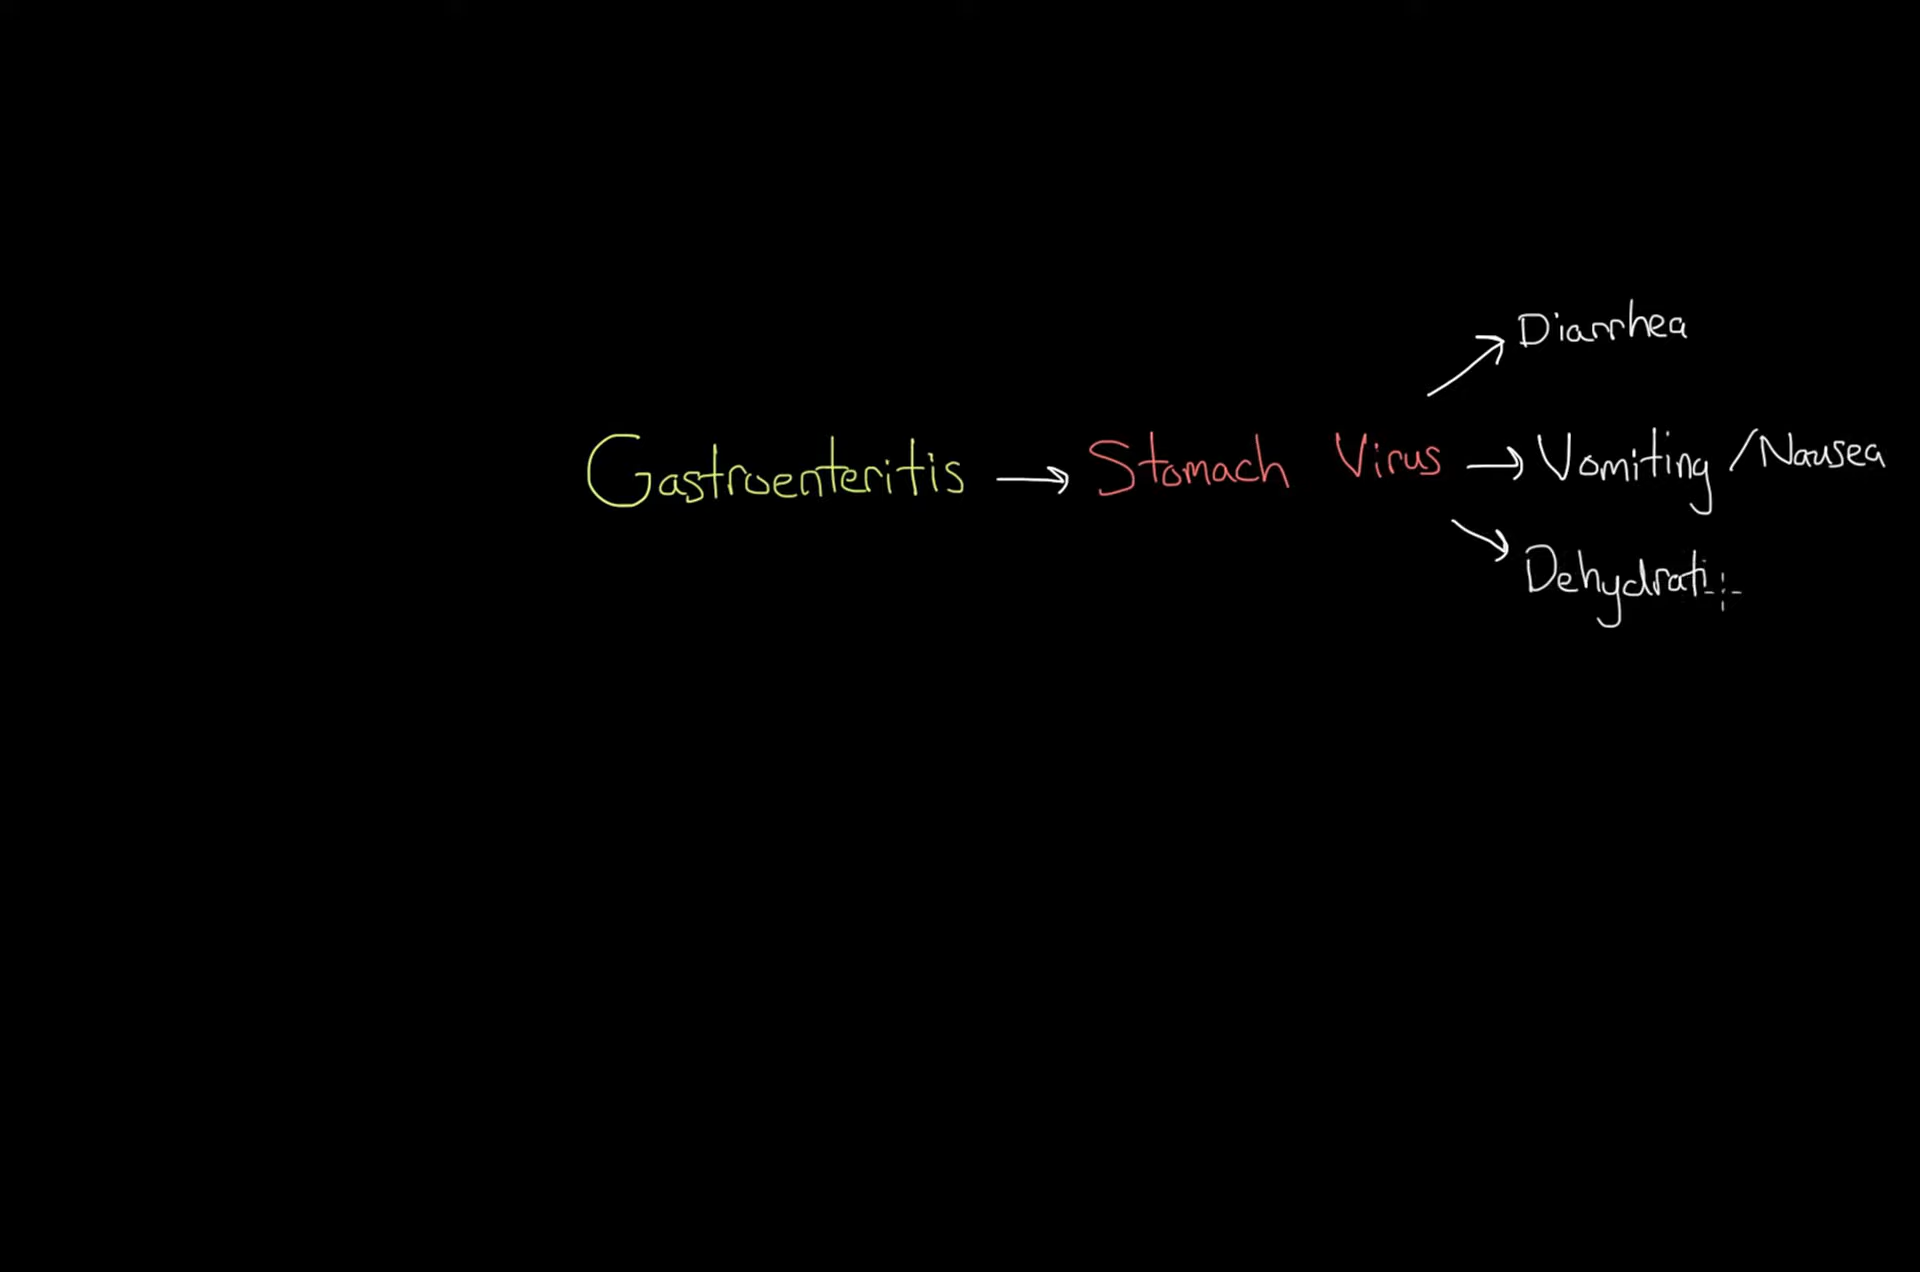 Diarrhea
Gastroenteritis → Stomach Virus → Vomiting / Nausea
Dehydrati